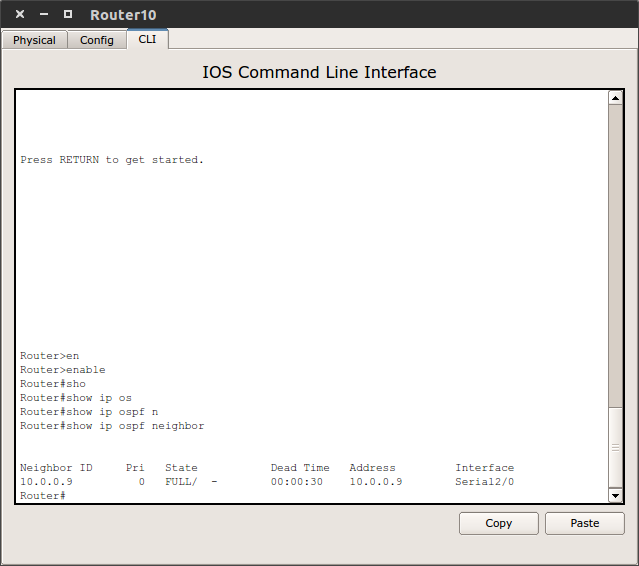 Router10
Physical Config CLI
IOS Command Line Interface
Press RETURN to get started.
Router>en
Router>enable
Router#sho
Router#show ip os
Router#show ip ospf n
Router#show ip ospf neighbor
Neighbor ID     Pri   State           Dead Time   Address         Interface
10.0.0.9          0   FULL/  -        00:00:30    10.0.0.9        Serial2/0
Router#
Copy Paste